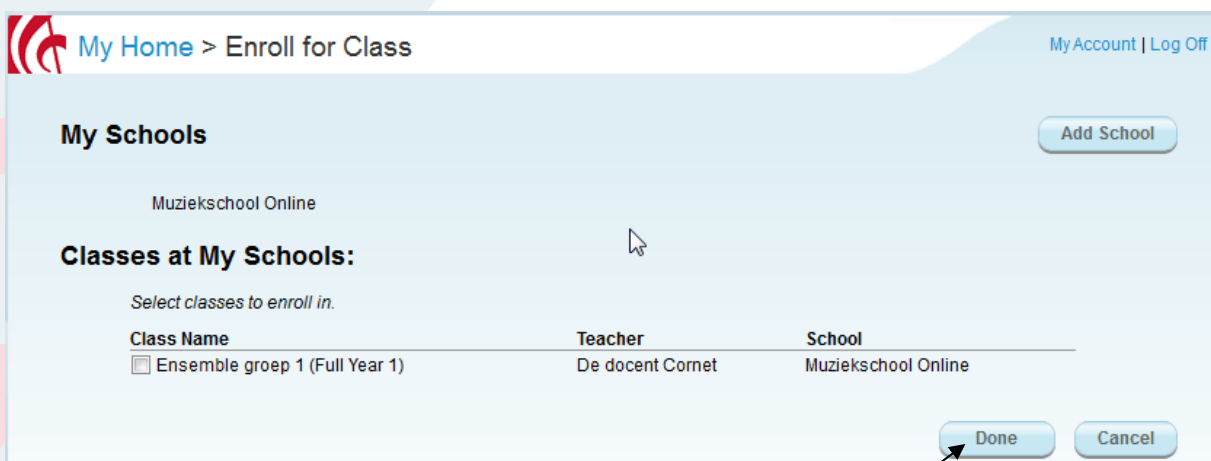 My Home > Enroll for Class
My Account | Log Off
My Schools
Add School
Muziekschool Online
Classes at My Schools:
Select classes to enroll in.
Class Name Teacher School
Ensemble groep 1 (Full Year 1) De docent Cornet Muziekschool Online
Done Cancel